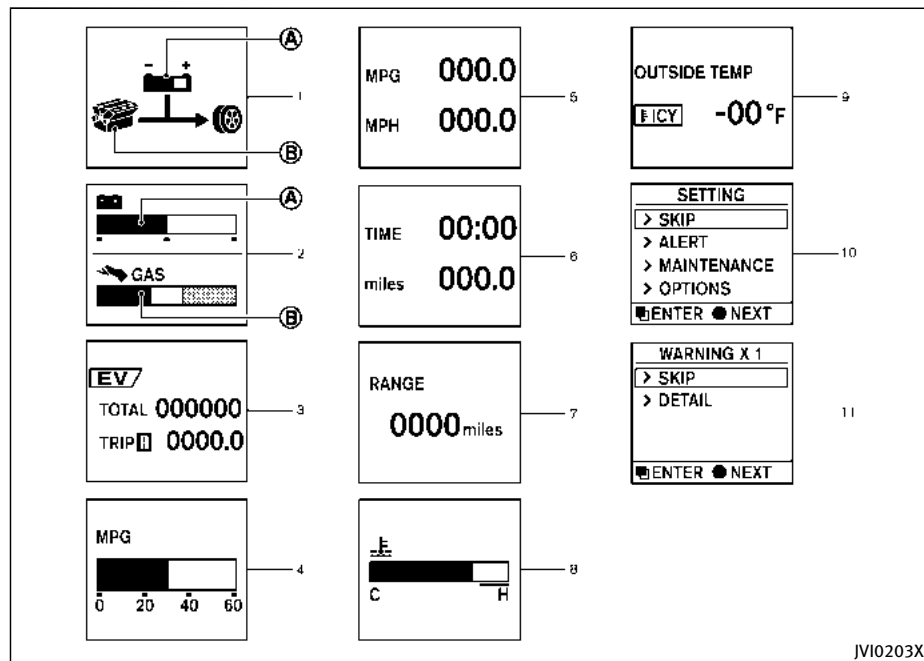 - +
A
B
1
A
GAS
B
2
EV
TOTAL 000000
TRIP 0000.0
3
MPG
0 20 40 60
4
MPG 000.0
MPH 000.0
5
TIME 00:00
miles 000.0
6
RANGE
0000 miles
7
C H
8
OUTSIDE TEMP
ICY -00 °F
9
SETTING
> SKIP
> ALERT
> MAINTENANCE
> OPTIONS
ENTER NEXT
10
WARNING X 1
> SKIP
> DETAIL
ENTER NEXT
11
JVI0203X